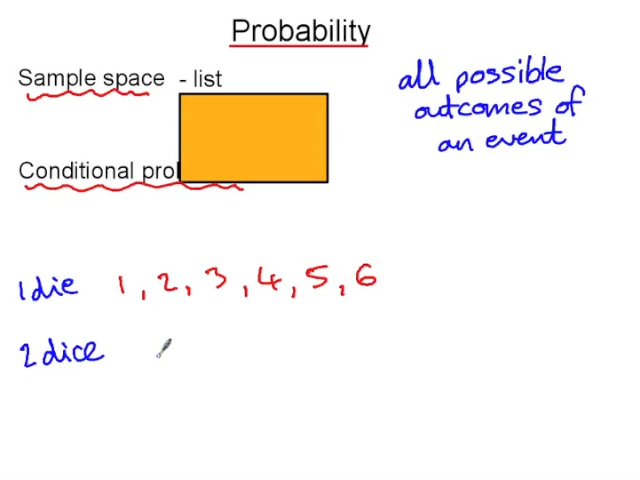 Probability
Sample space - list
all possible
outcomes of
an event
Conditional pro
1 die 1, 2, 3, 4, 5, 6
2 dice